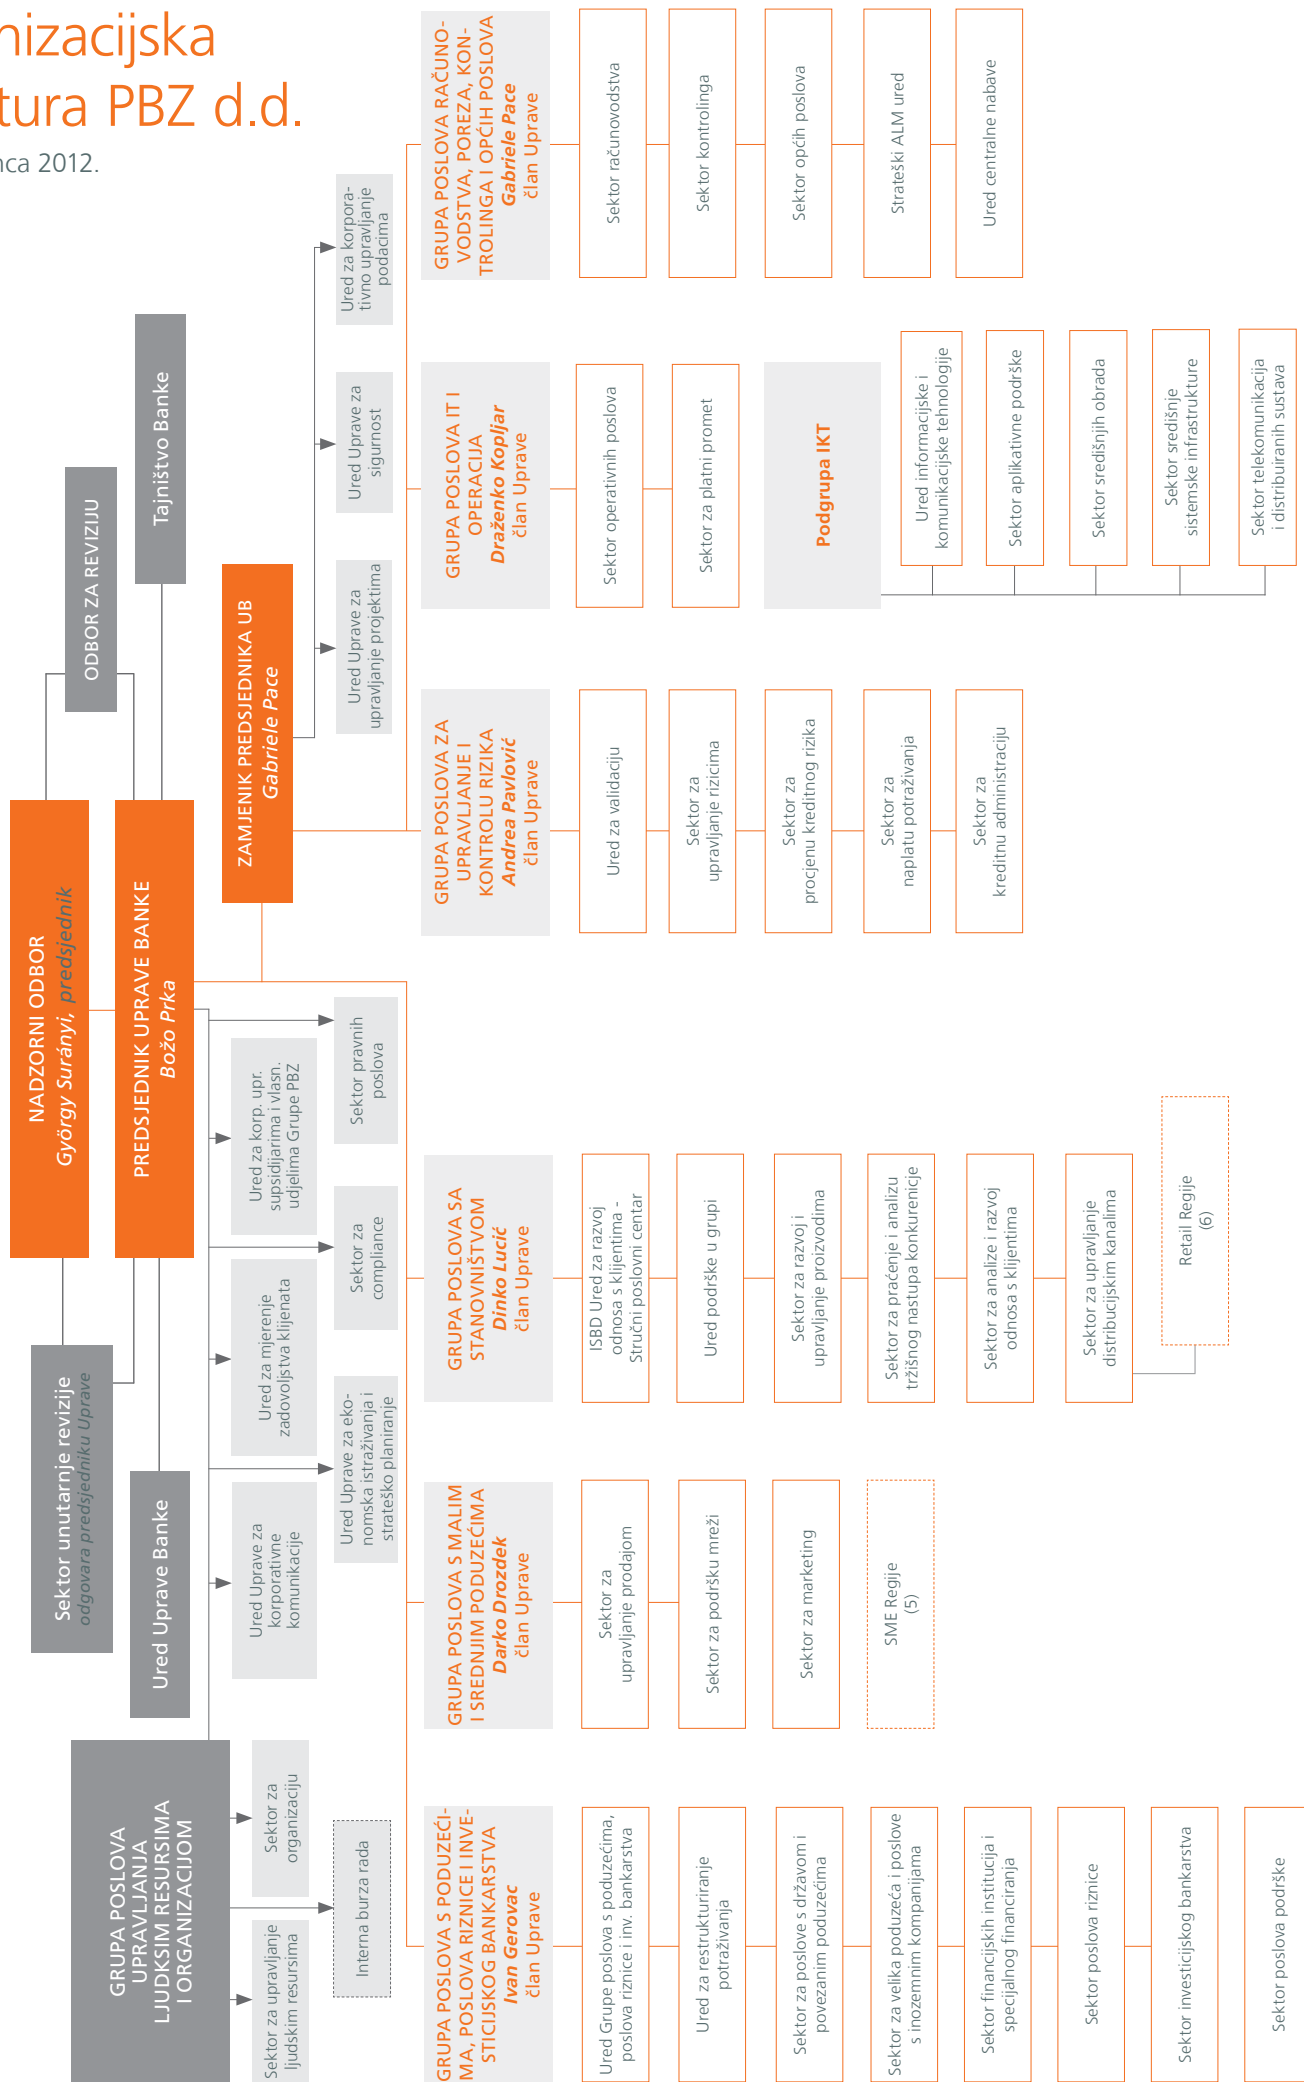 nizacijska
tura PBZ d.d.
nca 2012.
NADZORNI ODBOR
György Surányi, predsjednik
ODBOR ZA REVIZIJU
Sektor unutarnje revizije
odgovara predsjedniku Uprave
PREDSJEDNIK UPRAVE BANKE
Božo Prka
Tajništvo Banke
Ured Uprave Banke
GRUPA POSLOVA
UPRAVLJANJA
LJUDKSIM RESURSIMA
I ORGANIZACIJOM
Sektor za upravljanje
ljudskim resursima
Sektor za
organizaciju
Interna burza rada
Ured Uprave za
korporativne
komunikacije
Ured za mjerenje
zadovoljstva klijenata
Ured za korp. upr.
supsidijarima i vlasn.
udjelima Grupe PBZ
Ured Uprave za eko-
nomska istraživanja i
strateško planiranje
Sektor za
compliance
Sektor pravnih
poslova
ZAMJENIK PREDSJEDNIKA UB
Gabriele Pace
Ured Uprave za
upravljanje projektima
Ured Uprave za
sigurnost
Ured za korpora-
tivno upravljanje
podacima
GRUPA POSLOVA S PODUZEĆI-
MA, POSLOVA RIZNICE I INVE-
STICIJSKOG BANKARSTVA
Ivan Gerovac
član Uprave
Ured Grupe poslova s poduzećima,
poslova riznice i inv. bankarstva
Ured za restrukturiranje
potraživanja
Sektor za poslove s državom i
povezanim poduzećima
Sektor za velika poduzeća i poslove
s inozemnim kompanijama
Sektor financijskih institucija i
specijalnog financiranja
Sektor poslova riznice
Sektor investicijskog bankarstva
Sektor poslova podrške
GRUPA POSLOVA S MALIM
I SREDNJIM PODUZEĆIMA
Darko Drozdek
član Uprave
Sektor za
upravljanje prodajom
Sektor za podršku mreži
Sektor za marketing
SME Regije
(5)
GRUPA POSLOVA SA
STANOVNIŠTVOM
Dinko Lucić
član Uprave
ISBD Ured za razvoj
odnosa s klijentima -
Stručni poslovni centar
Ured podrške u grupi
Sektor za razvoj i
upravljanje proizvodima
Sektor za praćenje i analizu
tržišnog nastupa konkurenicje
Sektor za analize i razvoj
odnosa s klijentima
Sektor za upravljanje
distribucijskim kanalima
Retail Regije
(6)
GRUPA POSLOVA ZA
UPRAVLJANJE I
KONTROLU RIZIKA
Andrea Pavlović
član Uprave
Ured za validaciju
Sektor za
upravljanje rizicima
Sektor za
procjenu kreditnog rizika
Sektor za
naplatu potraživanja
Sektor za
kreditnu administraciju
GRUPA POSLOVA IT I
OPERACIJA
Draženko Kopljar
član Uprave
Sektor operativnih poslova
Sektor za platni promet
Podgrupa IKT
Ured informacijske i
komunikacijske tehnologije
Sektor aplikativne podrške
Sektor središnjih obrada
Sektor središnje
sistemske infrastrukture
Sektor telekomunikacija
i distribuiranih sustava
GRUPA POSLOVA RAČUNO-
VODSTVA, POREZA, KON-
TROLINGA I OPĆIH POSLOVA
Gabriele Pace
član Uprave
Sektor računovodstva
Sektor kontrolinga
Sektor općih poslova
Strateški ALM ured
Ured centralne nabave